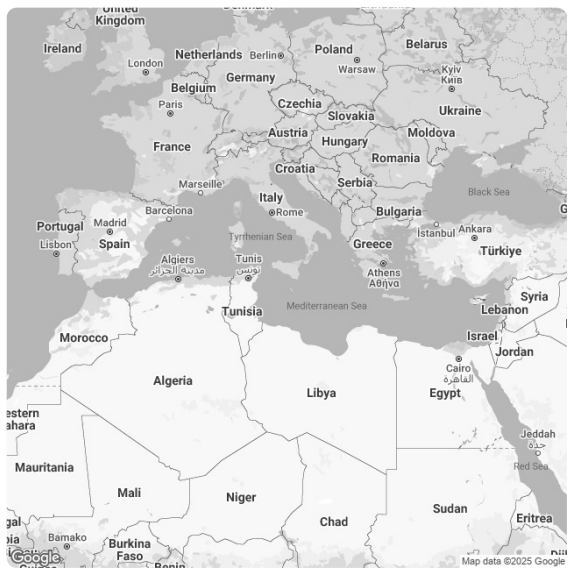 United
Kingdom
Denmark
Ireland
London
Netherlands
Berlin
Poland
Warsaw
Belarus
Germany
Belgium
Kyiv
Київ
Paris
Czechia
Slovakia
Ukraine
France
Austria
Hungary
Moldova
Romania
Croatia
Marseille
Serbia
Italy
Rome
Black Sea
Barcelona
Bulgaria
Portugal
Madrid
Spain
Lisbon
Tyrrhenian Sea
Greece
İstanbul
Ankara
Türkiye
Athens
Αθήνα
Algiers
مدينة الجزائر
Tunis
تونس
Mediterranean Sea
Syria
Lebanon
Tunisia
Israel
Morocco
Jordan
Cairo
القاهرة
Algeria
Libya
Egypt
estern
ahara
Jeddah
جدة
Red Sea
Mauritania
Mali
Niger
Chad
Sudan
Eritrea
gal
Bamako
Burkina
Faso
Benin
Google
Map data ©2025 Google